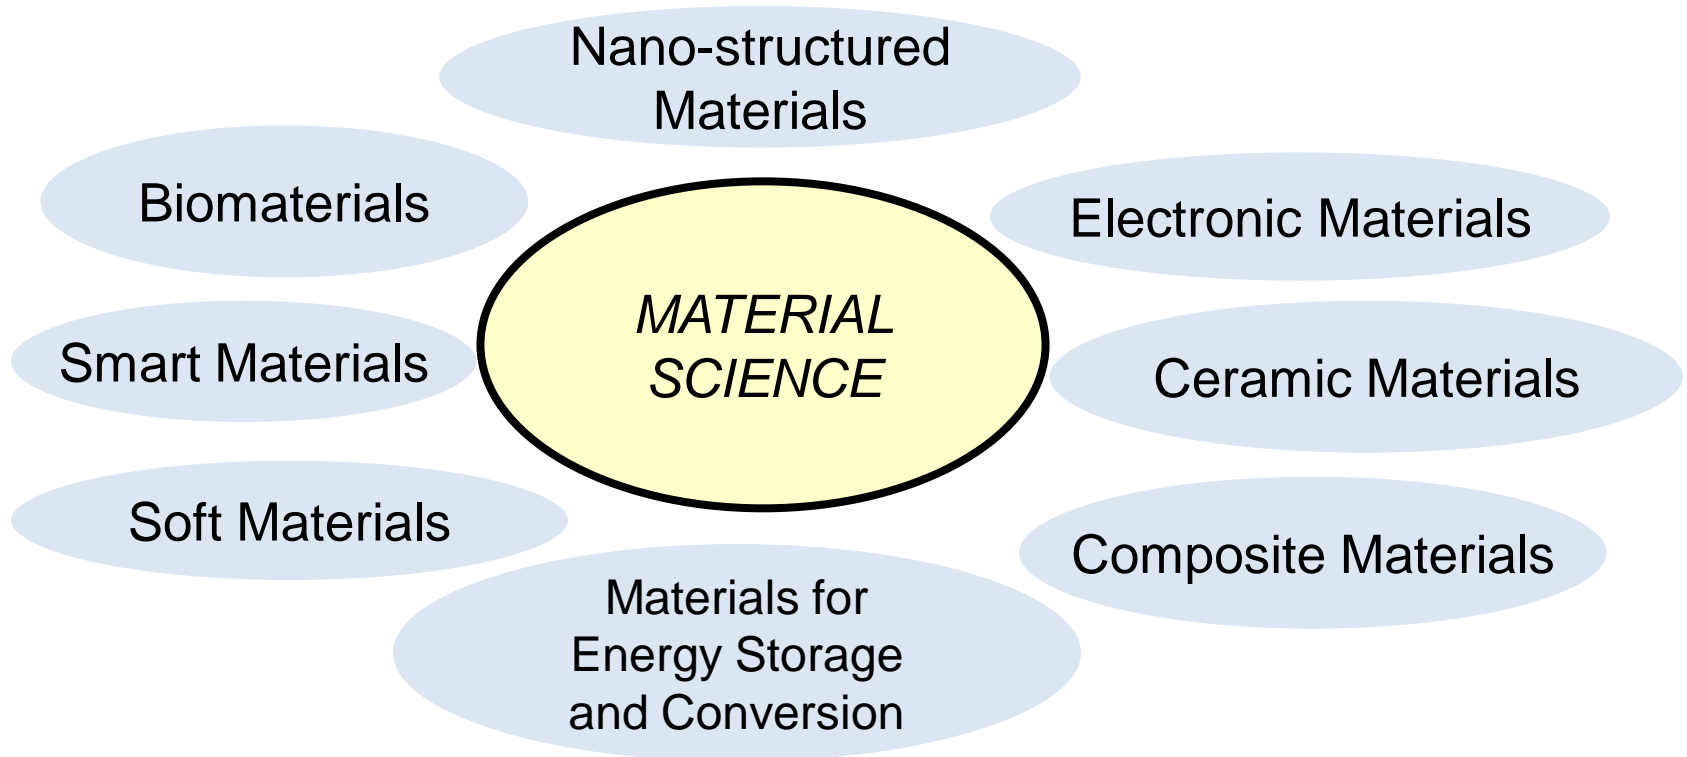 Nano-structured
Materials
Biomaterials
Electronic Materials
MATERIAL
SCIENCE
Smart Materials
Ceramic Materials
Soft Materials
Composite Materials
Materials for
Energy Storage
and Conversion